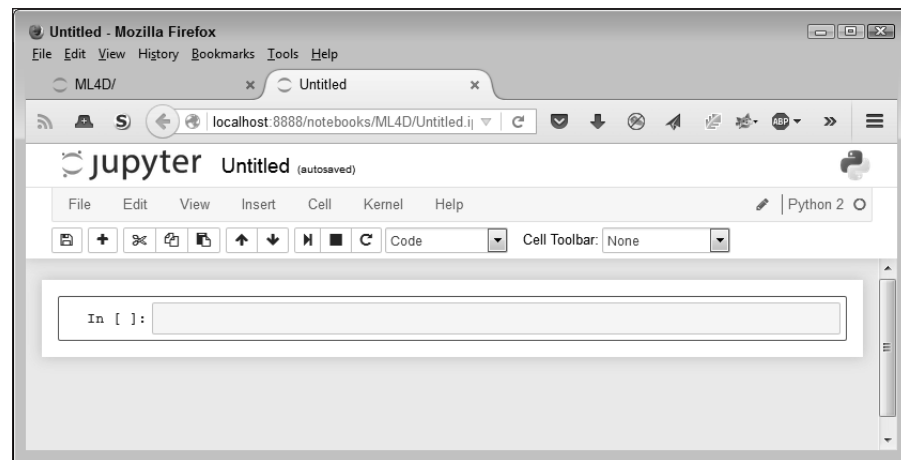 Untitled - Mozilla Firefox
File Edit View History Bookmarks Tools Help
ML4D/ Untitled
S localhost:8888/notebooks/ML4D/Untitled.i ABP
jupyter Untitled (autosaved)
File Edit View Insert Cell Kernel Help Python 2
Code Cell Toolbar: None
In [ ]: